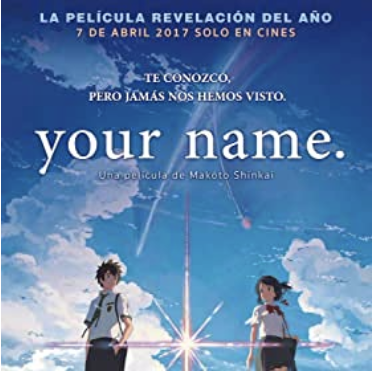 LA PELÍCULA REVELACIÓN DEL AÑO
7 DE ABRIL 2017 SOLO EN CINES
TE CONOZCO,
PERO JAMÁS NOS HEMOS VISTO.
your name.
Una película de Makoto Shinkai